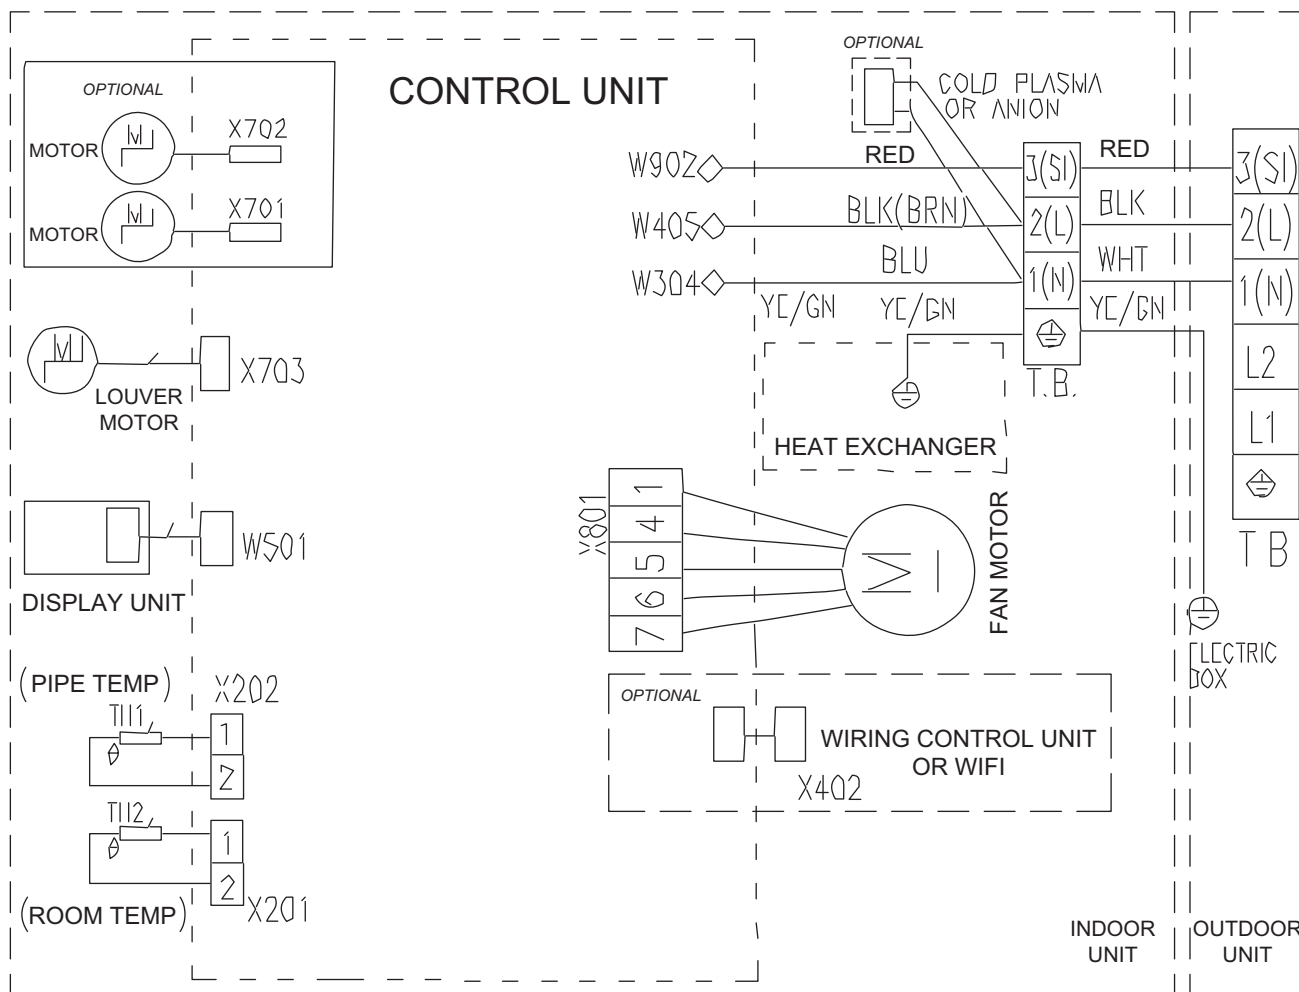 OPTIONAL
CONTROL UNIT
MOTOR
X702
MOTOR
X701
LOUVER
MOTOR
X703
DISPLAY UNIT
W501
(PIPE TEMP)
X202
TH1
1
2
TH2
1
2
(ROOM TEMP)
X201
OPTIONAL
COLD PLASMA
OR ANION
W902
RED
3(SI)
RED
3(SI)
W405
BLK(BRN)
2(L)
BLK
2(L)
W304
BLU
1(N)
WHT
1(N)
YE/GN
YE/GN
YE/GN
T.B.
L2
L1
T B
HEAT EXCHANGER
X801
1
4
5
6
7
M
FAN MOTOR
ELECTRIC
BOX
OPTIONAL
WIRING CONTROL UNIT
OR WIFI
X402
INDOOR
UNIT
OUTDOOR
UNIT